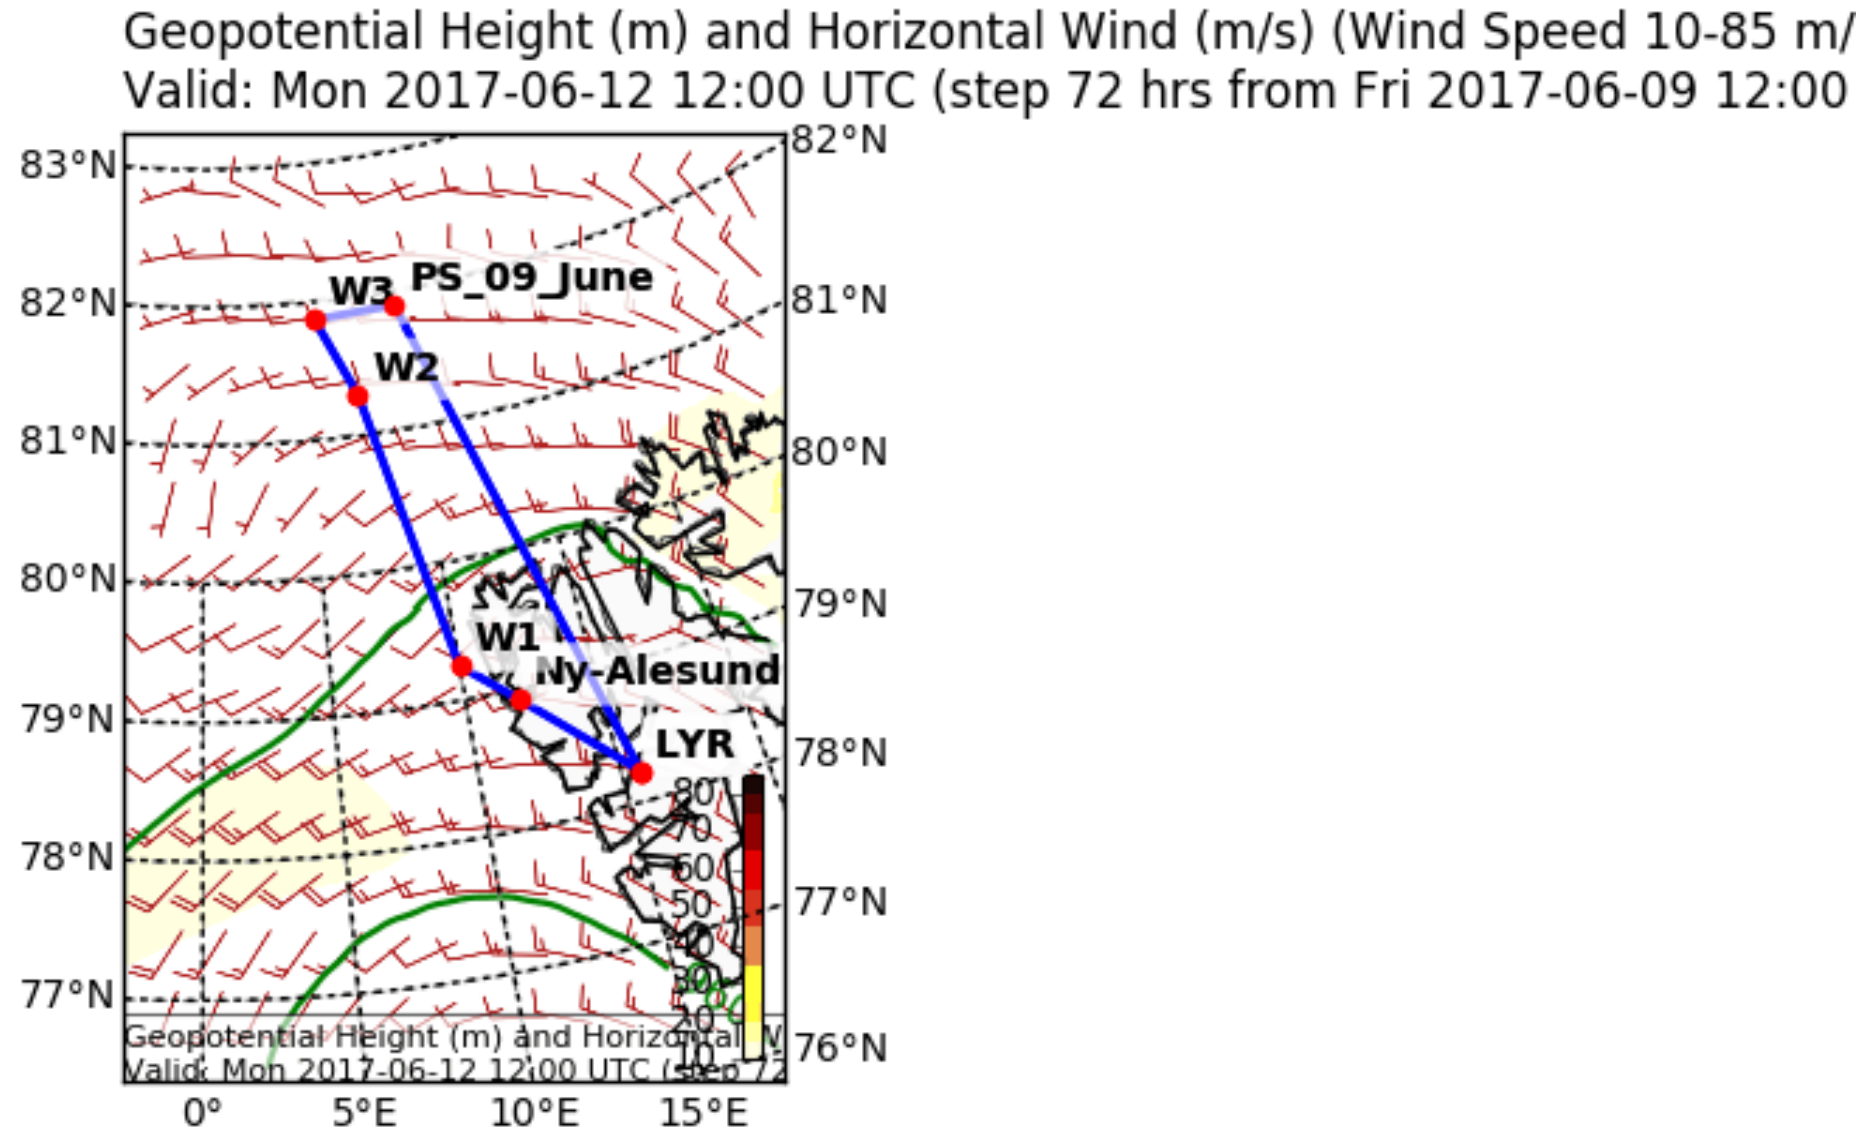 Geopotential Height (m) and Horizontal Wind (m/s) (Wind Speed 10-85 m/
Valid: Mon 2017-06-12 12:00 UTC (step 72 hrs from Fri 2017-06-09 12:00
82°N
83°N
PS_09_June
W3
82°N
81°N
W2
81°N
80°N
80°N
79°N
W1
Ny-Alesund
79°N
LYR
78°N
80
70
78°N
60
50
77°N
40
30
77°N
20
Geopotential Height (m) and Horizontal W
76°N
10
Valid: Mon 2017-06-12 12:00 UTC (step 72
0°
5°E
10°E
15°E